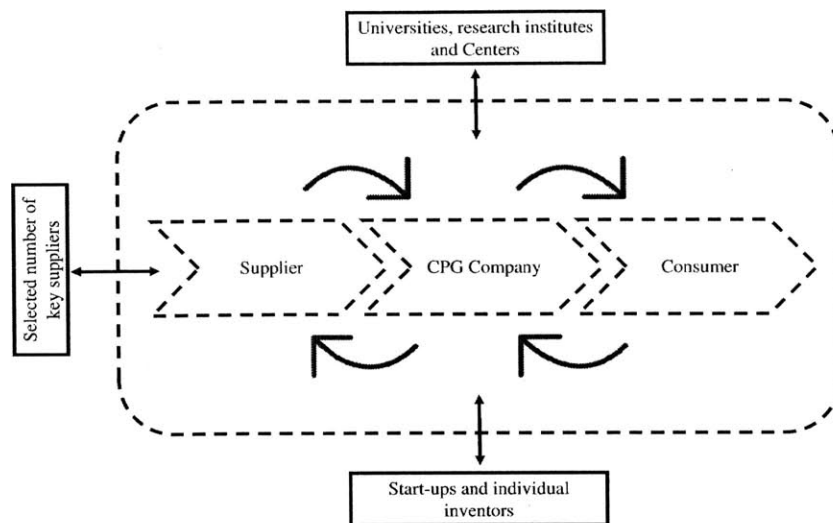 Universities, research institutes
and Centers
Selected number of
key suppliers
Supplier
CPG Company
Consumer
Start-ups and individual
inventors